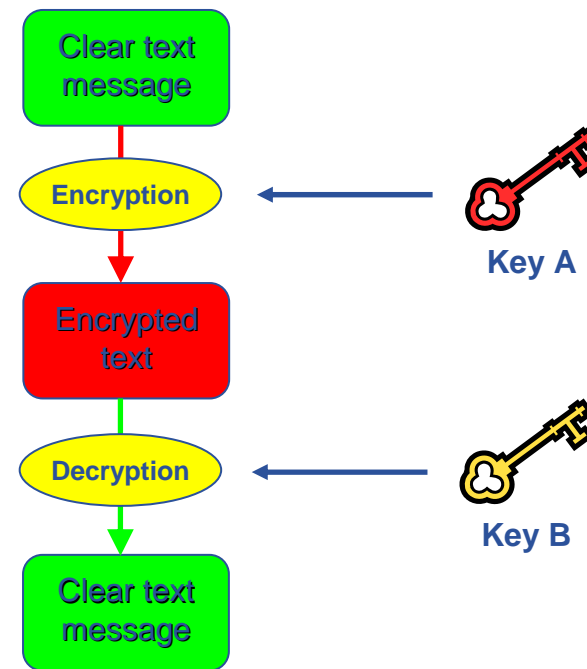 Clear text
message
Encryption
Key A
Encrypted
text
Decryption
Key B
Clear text
message